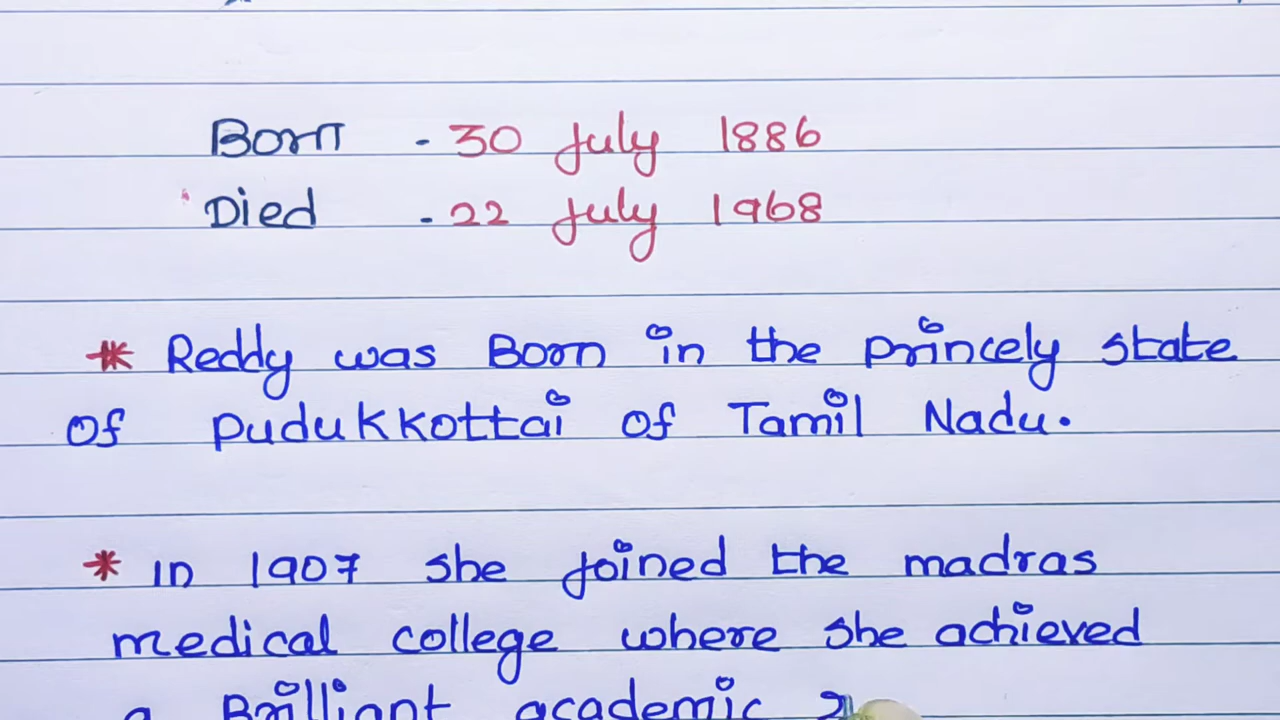 Born - 30 July 1886
Died - 22 July 1968
* Reddy was Born in the princely state
of pudukkottai of Tamil Nadu.
* In 1907 she joined the madras
medical college where she achieved
a Brilliant academic